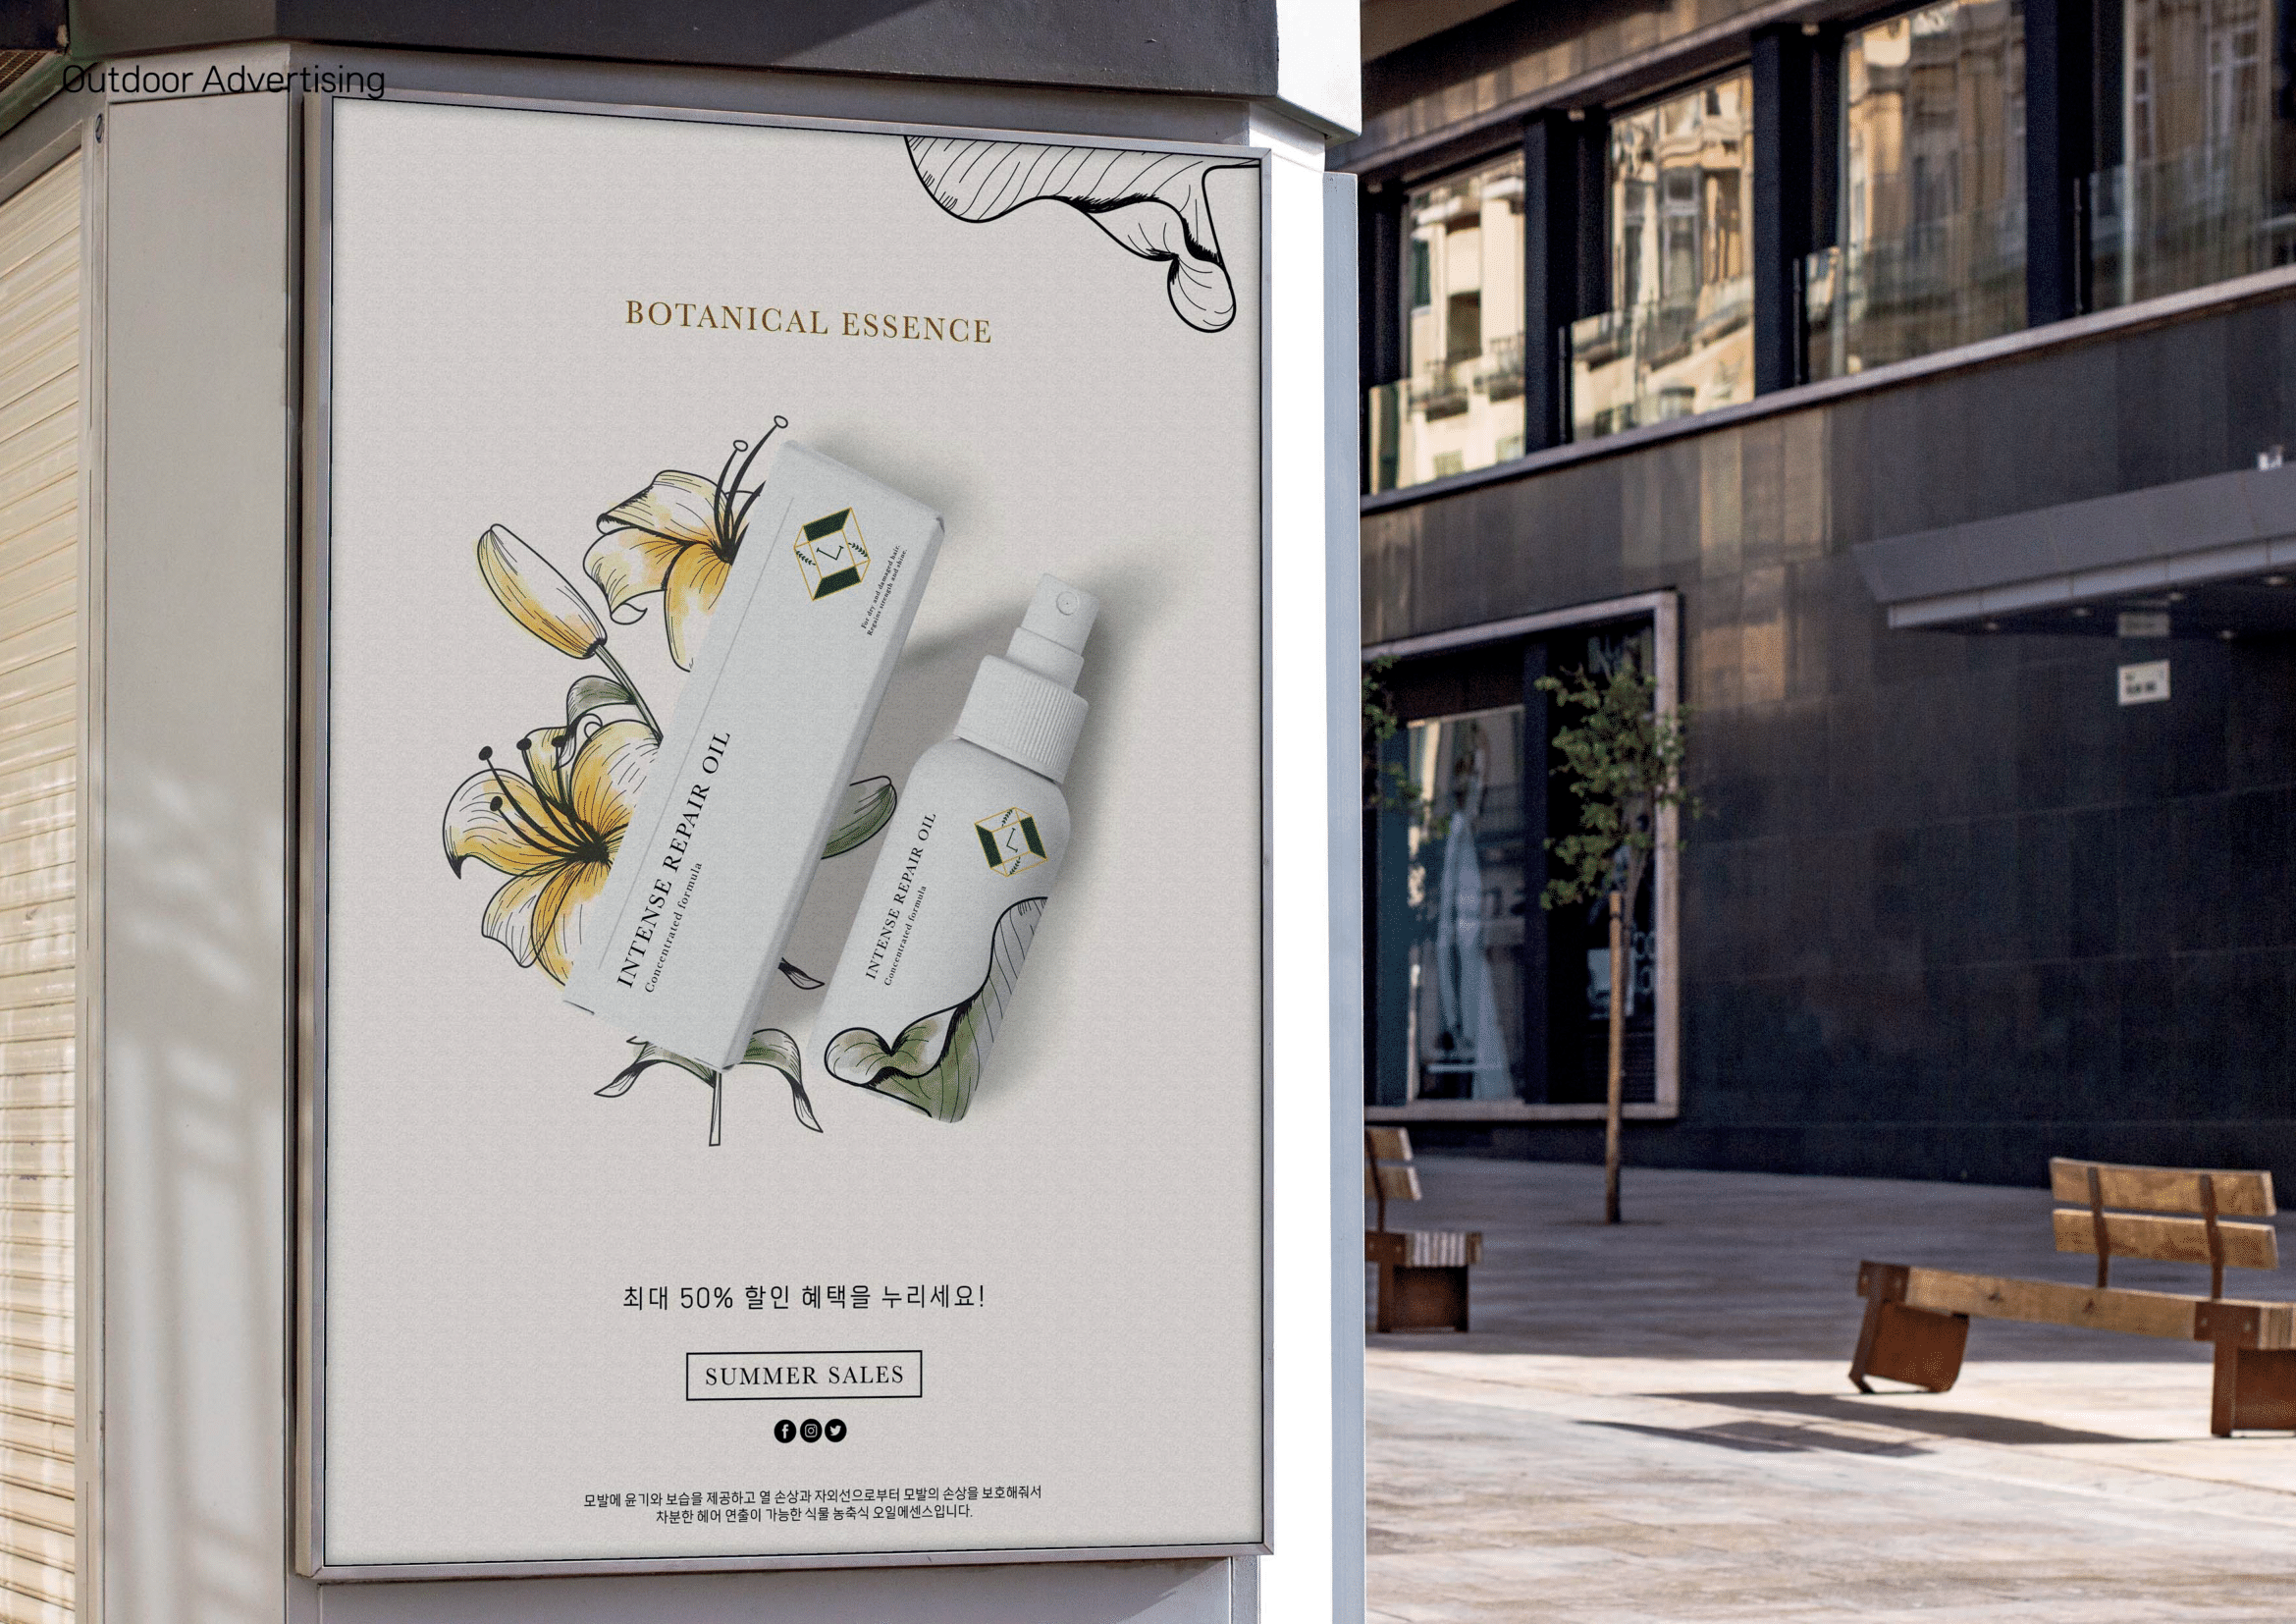 Outdoor Advertising
BOTANICAL ESSENCE
For dry and damaged hair.
Regains strength and shine.
INTENSE REPAIR OIL
Concentrated formula
INTENSE REPAIR OIL
Concentrated formula
최대 50% 할인 혜택을 누리세요!
SUMMER SALES
모발에 윤기와 보습을 제공하고 열 손상과 자외선으로부터 모발의 손상을 보호해줘서
차분한 헤어 연출이 가능한 식물 농축식 오일에센스입니다.